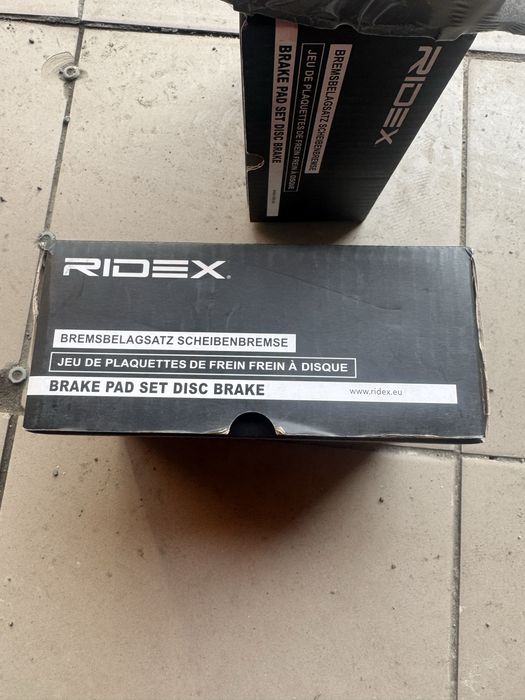 RIDEX
BREMSBELAGSATZ SCHEIBENBREMSE
JEU DE PLAQUETTES DE FREIN FREIN À DISQUE
BRAKE PAD SET DISC BRAKE
RIDEX®
BREMSBELAGSATZ SCHEIBENBREMSE
JEU DE PLAQUETTES DE FREIN FREIN À DISQUE
BRAKE PAD SET DISC BRAKE www.ridex.eu